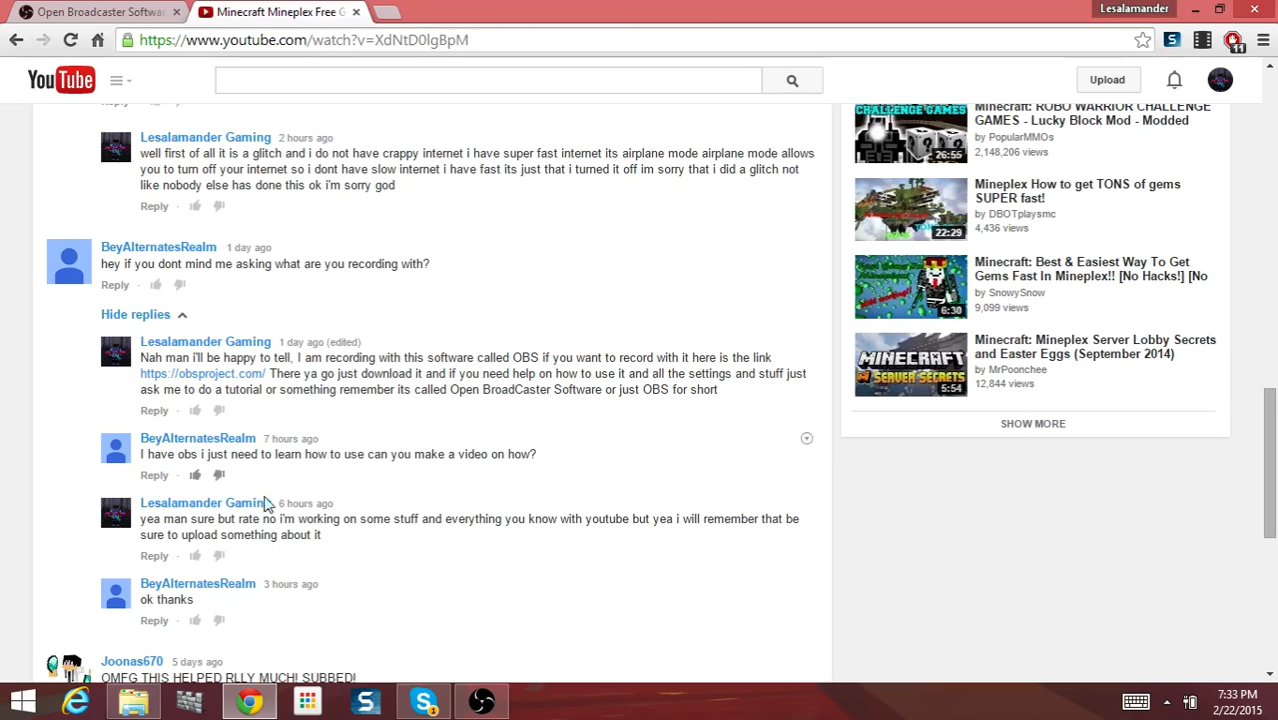 Open Broadcaster Softwa
Minecraft Mineplex Free G
Lesalamander
https://www.youtube.com/watch?v=XdNtD0lgBpM
S
11
YouTube
Upload
Reply
Lesalamander Gaming 2 hours ago
well first of all it is a glitch and i do not have crappy internet i have super fast internet its airplane mode airplane mode allows
you to turn off your internet so i dont have slow internet i have fast its just that i turned it off im sorry that i did a glitch not
like nobody else has done this ok i'm sorry god
Reply
BeyAlternatesRealm 1 day ago
hey if you dont mind me asking what are you recording with?
Reply
Hide replies
Lesalamander Gaming 1 day ago (edited)
Nah man i'll be happy to tell, I am recording with this software called OBS if you want to record with it here is the link
https://obsproject.com/ There ya go just download it and if you need help on how to use it and all the settings and stuff just
ask me to do a tutorial or something remember its called Open BroadCaster Software or just OBS for short
Reply
BeyAlternatesRealm 7 hours ago
I have obs i just need to learn how to use can you make a video on how?
Reply
Lesalamander Gaming 6 hours ago
yea man sure but rate no i'm working on some stuff and everything you know with youtube but yea i will remember that be
sure to upload something about it
Reply
BeyAlternatesRealm 3 hours ago
ok thanks
Reply
Joonas670 5 days ago
OMFG THIS HELPED RLLY MUCH! SUBBED!
CHALLENGE GAMES
26:55
Minecraft: ROBO WARRIOR CHALLENGE
GAMES - Lucky Block Mod - Modded
by PopularMMOs
2,148,206 views
22:29
Mineplex How to get TONS of gems
SUPER fast!
by DBOTplaysmc
4,436 views
6:30
Minecraft: Best & Easiest Way To Get
Gems Fast In Mineplex!! [No Hacks!] [No
by SnowySnow
9,099 views
MINECRAFT
SERVER SECRETS
5:54
Minecraft: Mineplex Server Lobby Secrets
and Easter Eggs (September 2014)
by MrPoonchee
12,844 views
SHOW MORE
S
1
7:33 PM
2/22/2015